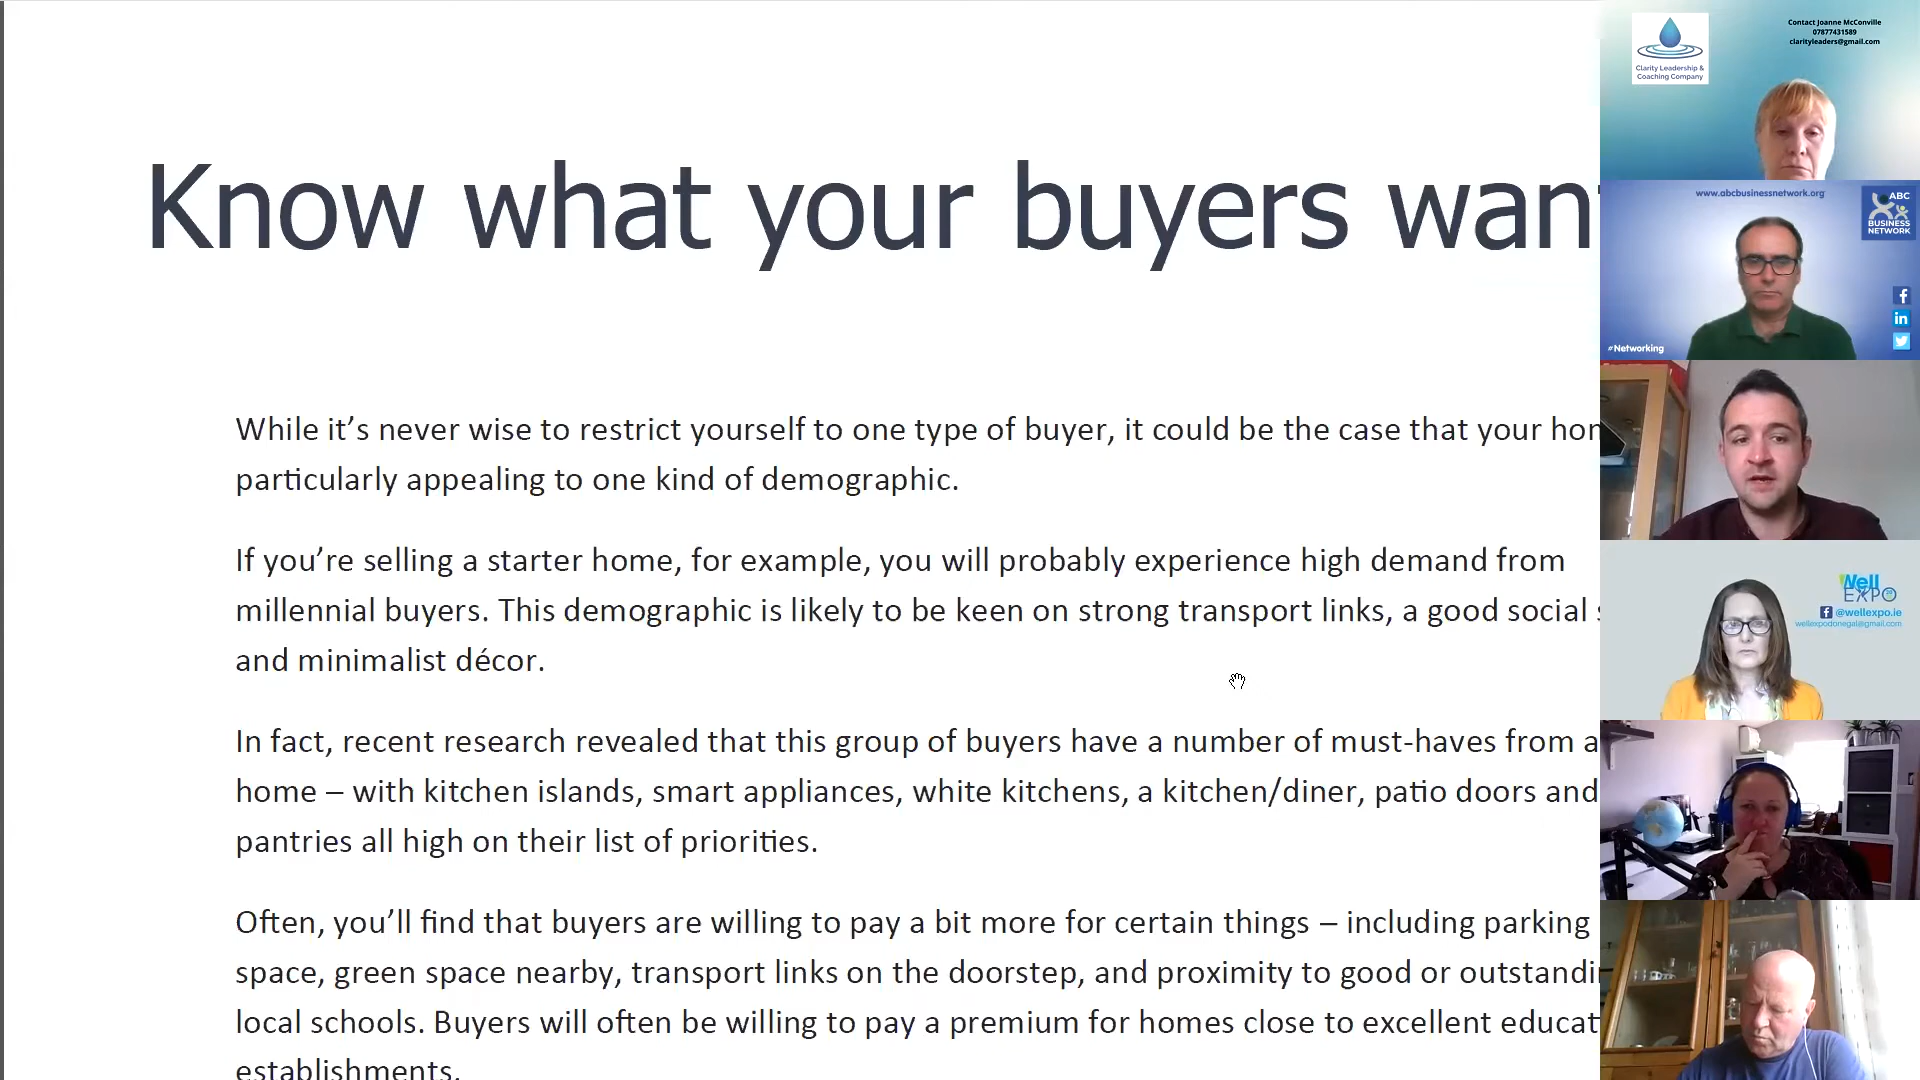 Know what your buyers wan
While it’s never wise to restrict yourself to one type of buyer, it could be the case that your hom
particularly appealing to one kind of demographic.
If you’re selling a starter home, for example, you will probably experience high demand from
millennial buyers. This demographic is likely to be keen on strong transport links, a good social s
and minimalist décor.
In fact, recent research revealed that this group of buyers have a number of must-haves from a
home – with kitchen islands, smart appliances, white kitchens, a kitchen/diner, patio doors and
pantries all high on their list of priorities.
Often, you’ll find that buyers are willing to pay a bit more for certain things – including parking
space, green space nearby, transport links on the doorstep, and proximity to good or outstandi
local schools. Buyers will often be willing to pay a premium for homes close to excellent educat
establishments.
Clarity Leadership &
Coaching Company
Contact Joanne McConville
07877431589
clarityleaders@gmail.com
www.abcbusinessnetwork.org
ABC
BUSINESS
NETWORK
#Networking
Well
EXPO
@wellexpo.ie
wellexpodonegal@gmail.com